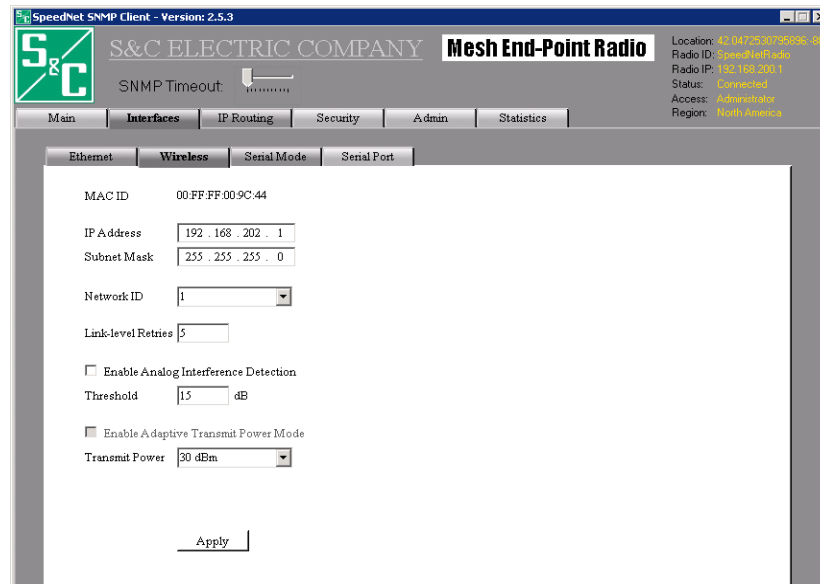 SpeedNet SNMP Client - Version: 2.5.3
S&C
S&C ELECTRIC COMPANY
Mesh End-Point Radio
SNMP Timeout:
Location: 42.0472530795896;-8
Radio ID: SpeedNetRadio
Radio IP: 192.168.200.1
Status: Connected
Access: Administrator
Region: North America
Main Interfaces IP Routing Security Admin Statistics
Ethernet Wireless Serial Mode Serial Port
MAC ID 00:FF:FF:00:9C:44
IP Address 192 . 168 . 202 . 1
Subnet Mask 255 . 255 . 255 . 0
Network ID 1
Link-level Retries 5
Enable Analog Interference Detection
Threshold 15 dB
Enable Adaptive Transmit Power Mode
Transmit Power 30 dBm
Apply